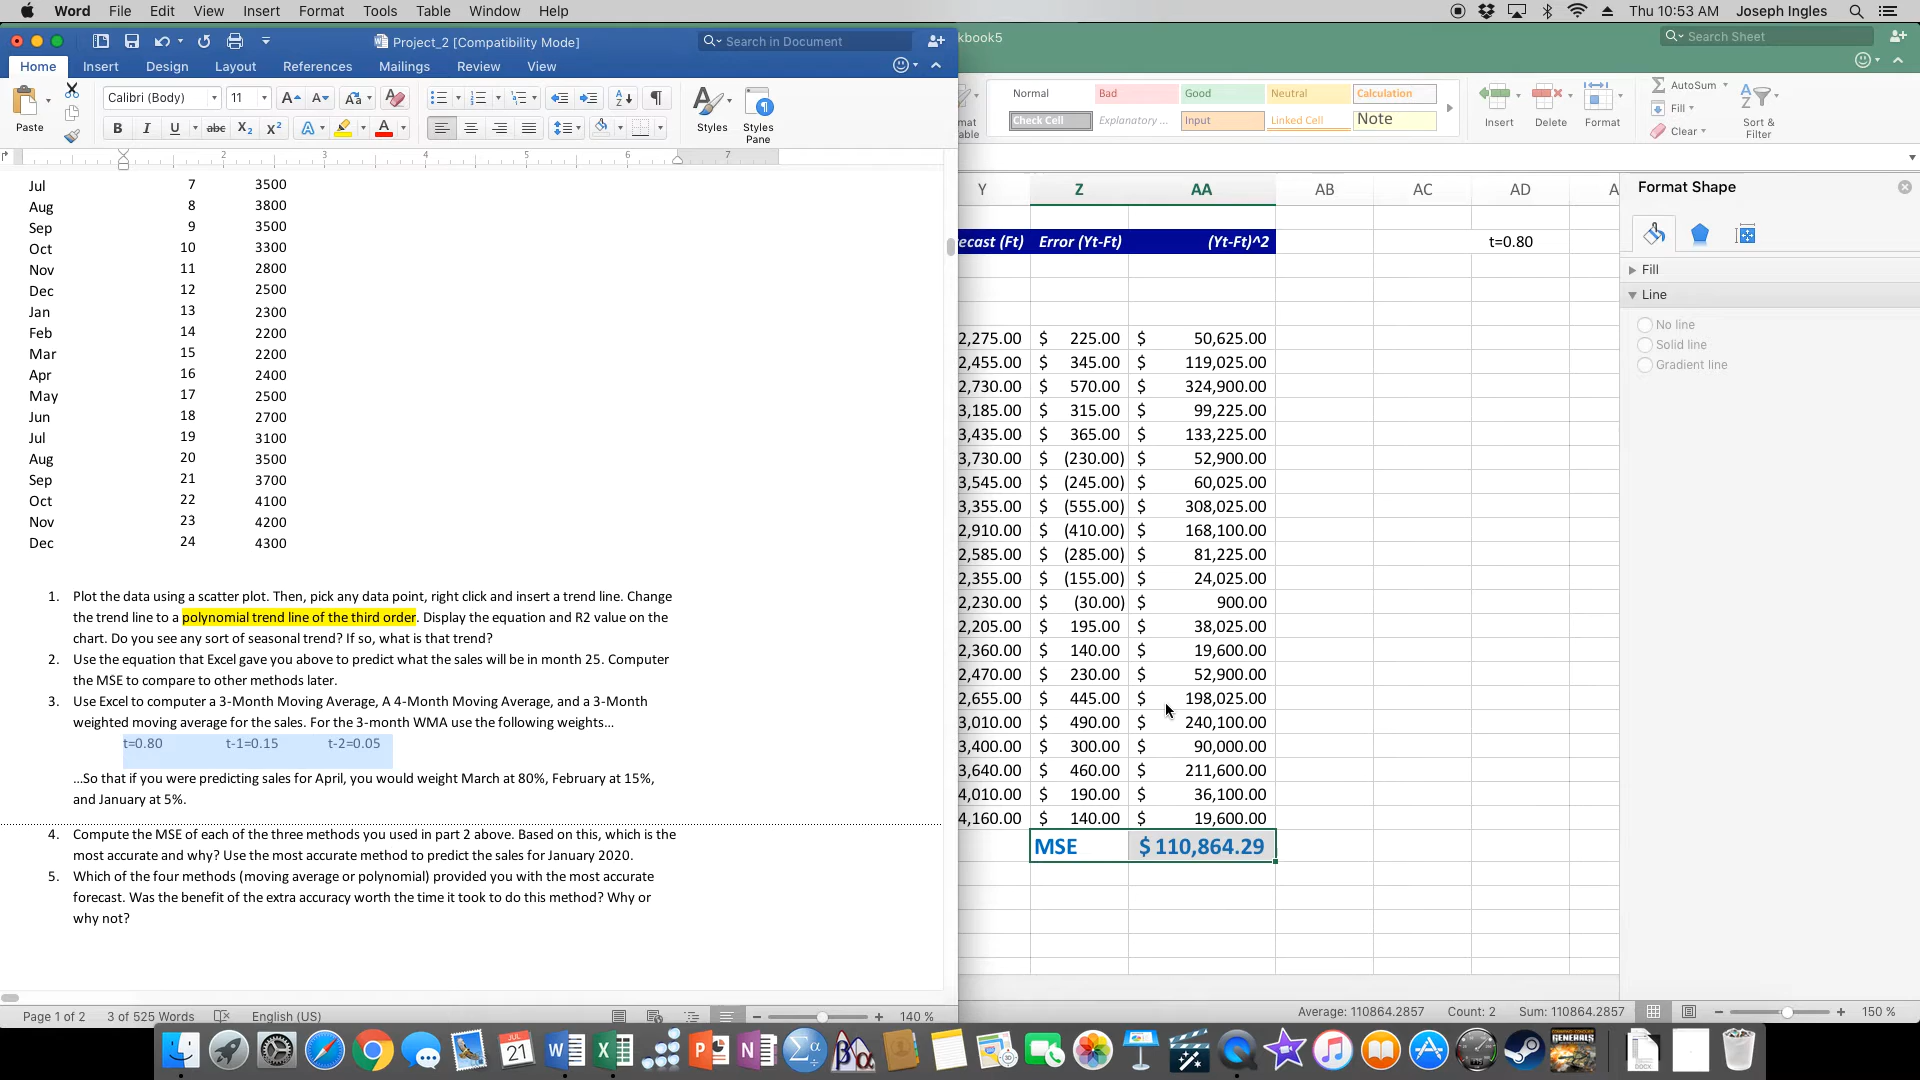 Word File Edit View Insert Format Tools Table Window Help Thu 10:53 AM Joseph Ingles
Project_2 [Compatibility Mode] Search in Document
kbook5 Search Sheet
Home Insert Design Layout References Mailings Review View
Paste Calibri (Body) 11 Styles Styles Pane
Normal Bad Good Neutral Calculation
Check Cell Explanatory ... Input Linked Cell Note
Insert Delete Format AutoSum Fill Clear Sort & Filter
2 3 4 5 6 7
Jul 7 3500
Aug 8 3800
Sep 9 3500
Oct 10 3300
Nov 11 2800
Dec 12 2500
Jan 13 2300
Feb 14 2200
Mar 15 2200
Apr 16 2400
May 17 2500
Jun 18 2700
Jul 19 3100
Aug 20 3500
Sep 21 3700
Oct 22 4100
Nov 23 4200
Dec 24 4300
1. Plot the data using a scatter plot. Then, pick any data point, right click and insert a trend line. Change
the trend line to a polynomial trend line of the third order. Display the equation and R2 value on the
chart. Do you see any sort of seasonal trend? If so, what is that trend?
2. Use the equation that Excel gave you above to predict what the sales will be in month 25. Computer
the MSE to compare to other methods later.
3. Use Excel to computer a 3-Month Moving Average, A 4-Month Moving Average, and a 3-Month
weighted moving average for the sales. For the 3-month WMA use the following weights...
t=0.80 t-1=0.15 t-2=0.05
...So that if you were predicting sales for April, you would weight March at 80%, February at 15%,
and January at 5%.
4. Compute the MSE of each of the three methods you used in part 2 above. Based on this, which is the
most accurate and why? Use the most accurate method to predict the sales for January 2020.
5. Which of the four methods (moving average or polynomial) provided you with the most accurate
forecast. Was the benefit of the extra accuracy worth the time it took to do this method? Why or
why not?
Page 1 of 2 3 of 525 Words English (US) 140 %
Y Z AA AB AC AD A
ecast (Ft) Error (Yt-Ft) (Yt-Ft)^2 t=0.80
2,275.00 $ 225.00 $ 50,625.00
2,455.00 $ 345.00 $ 119,025.00
2,730.00 $ 570.00 $ 324,900.00
3,185.00 $ 315.00 $ 99,225.00
3,435.00 $ 365.00 $ 133,225.00
3,730.00 $ (230.00) $ 52,900.00
3,545.00 $ (245.00) $ 60,025.00
3,355.00 $ (555.00) $ 308,025.00
2,910.00 $ (410.00) $ 168,100.00
2,585.00 $ (285.00) $ 81,225.00
2,355.00 $ (155.00) $ 24,025.00
2,230.00 $ (30.00) $ 900.00
2,205.00 $ 195.00 $ 38,025.00
2,360.00 $ 140.00 $ 19,600.00
2,470.00 $ 230.00 $ 52,900.00
2,655.00 $ 445.00 $ 198,025.00
3,010.00 $ 490.00 $ 240,100.00
3,400.00 $ 300.00 $ 90,000.00
3,640.00 $ 460.00 $ 211,600.00
4,010.00 $ 190.00 $ 36,100.00
4,160.00 $ 140.00 $ 19,600.00
MSE $ 110,864.29
Format Shape
Fill
Line
No line
Solid line
Gradient line
Average: 110864.2857 Count: 2 Sum: 110864.2857 150 %
JUL
21
GENERALS